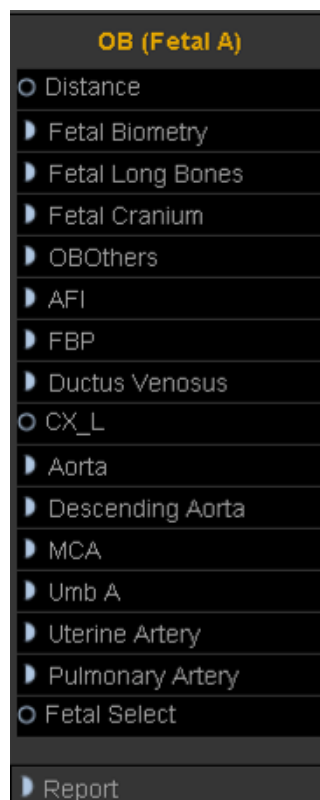 OB (Fetal A)
Distance
Fetal Biometry
Fetal Long Bones
Fetal Cranium
OBOthers
AFI
FBP
Ductus Venosus
CX_L
Aorta
Descending Aorta
MCA
Umb A
Uterine Artery
Pulmonary Artery
Fetal Select
Report